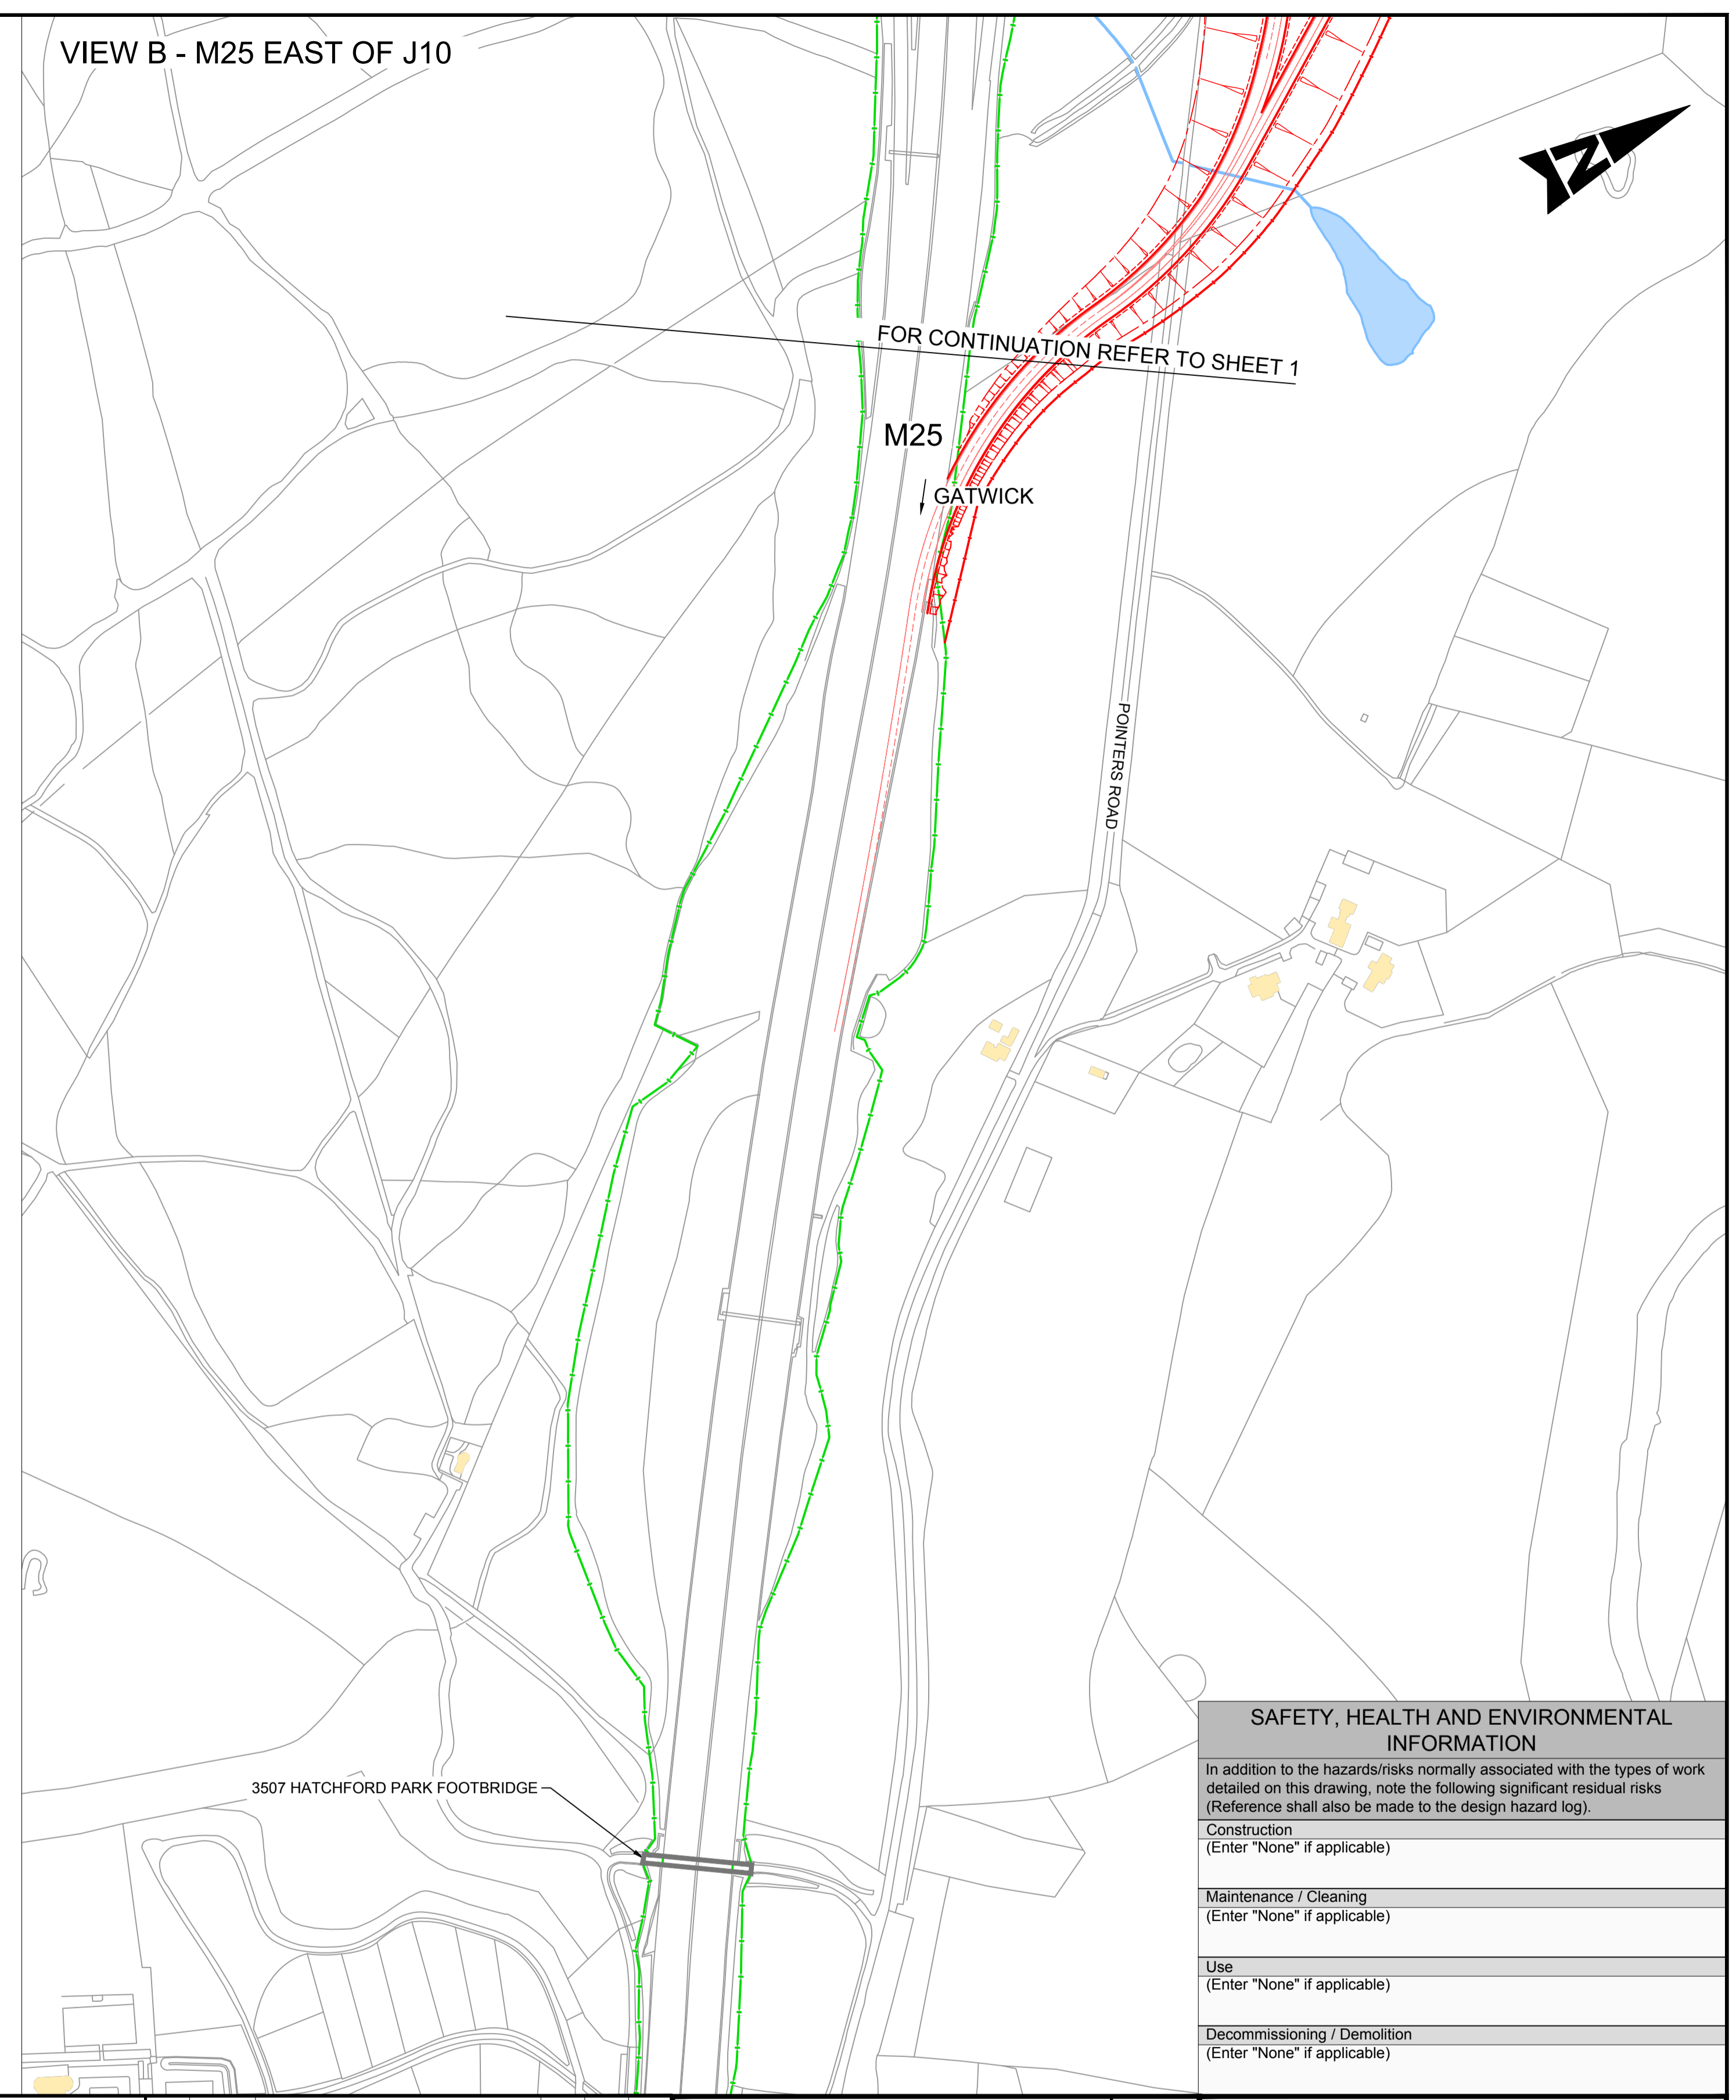 VIEW B - M25 EAST OF J10
N
FOR CONTINUATION REFER TO SHEET 1
M25
GATWICK
POINTERS ROAD
3507 HATCHFORD PARK FOOTBRIDGE
SAFETY, HEALTH AND ENVIRONMENTAL
INFORMATION
In addition to the hazards/risks normally associated with the types of work
detailed on this drawing, note the following significant residual risks
(Reference shall also be made to the design hazard log).
Construction
(Enter "None" if applicable)
Maintenance / Cleaning
(Enter "None" if applicable)
Use
(Enter "None" if applicable)
Decommissioning / Demolition
(Enter "None" if applicable)